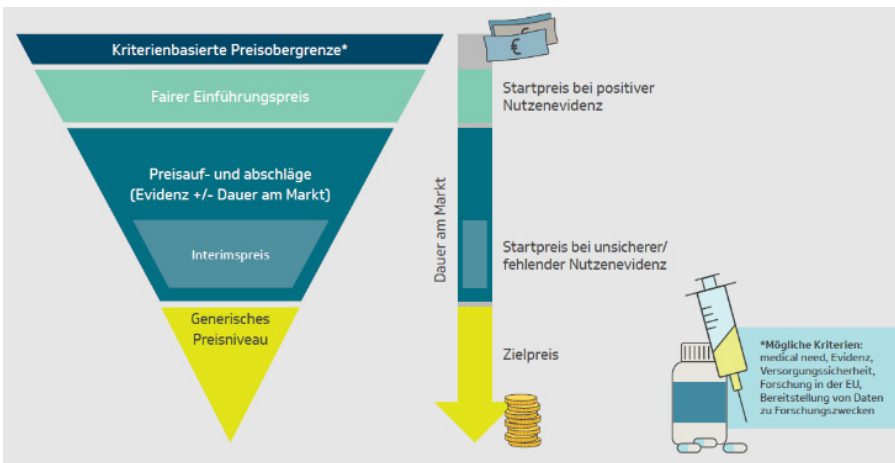 Kriterienbasierte Preisobergrenze*
Fairer Einführungspreis
Preisauf- und abschläge
(Evidenz +/- Dauer am Markt)
Interimspreis
Generisches
Preisniveau
Dauer am Markt
€
Startpreis bei positiver
Nutzenevidenz
Startpreis bei unsicherer/
fehlender Nutzenevidenz
Zielpreis
*Mögliche Kriterien:
medical need, Evidenz,
Versorgungssicherheit,
Forschung in der EU,
Bereitstellung von Daten
zu Forschungszwecken